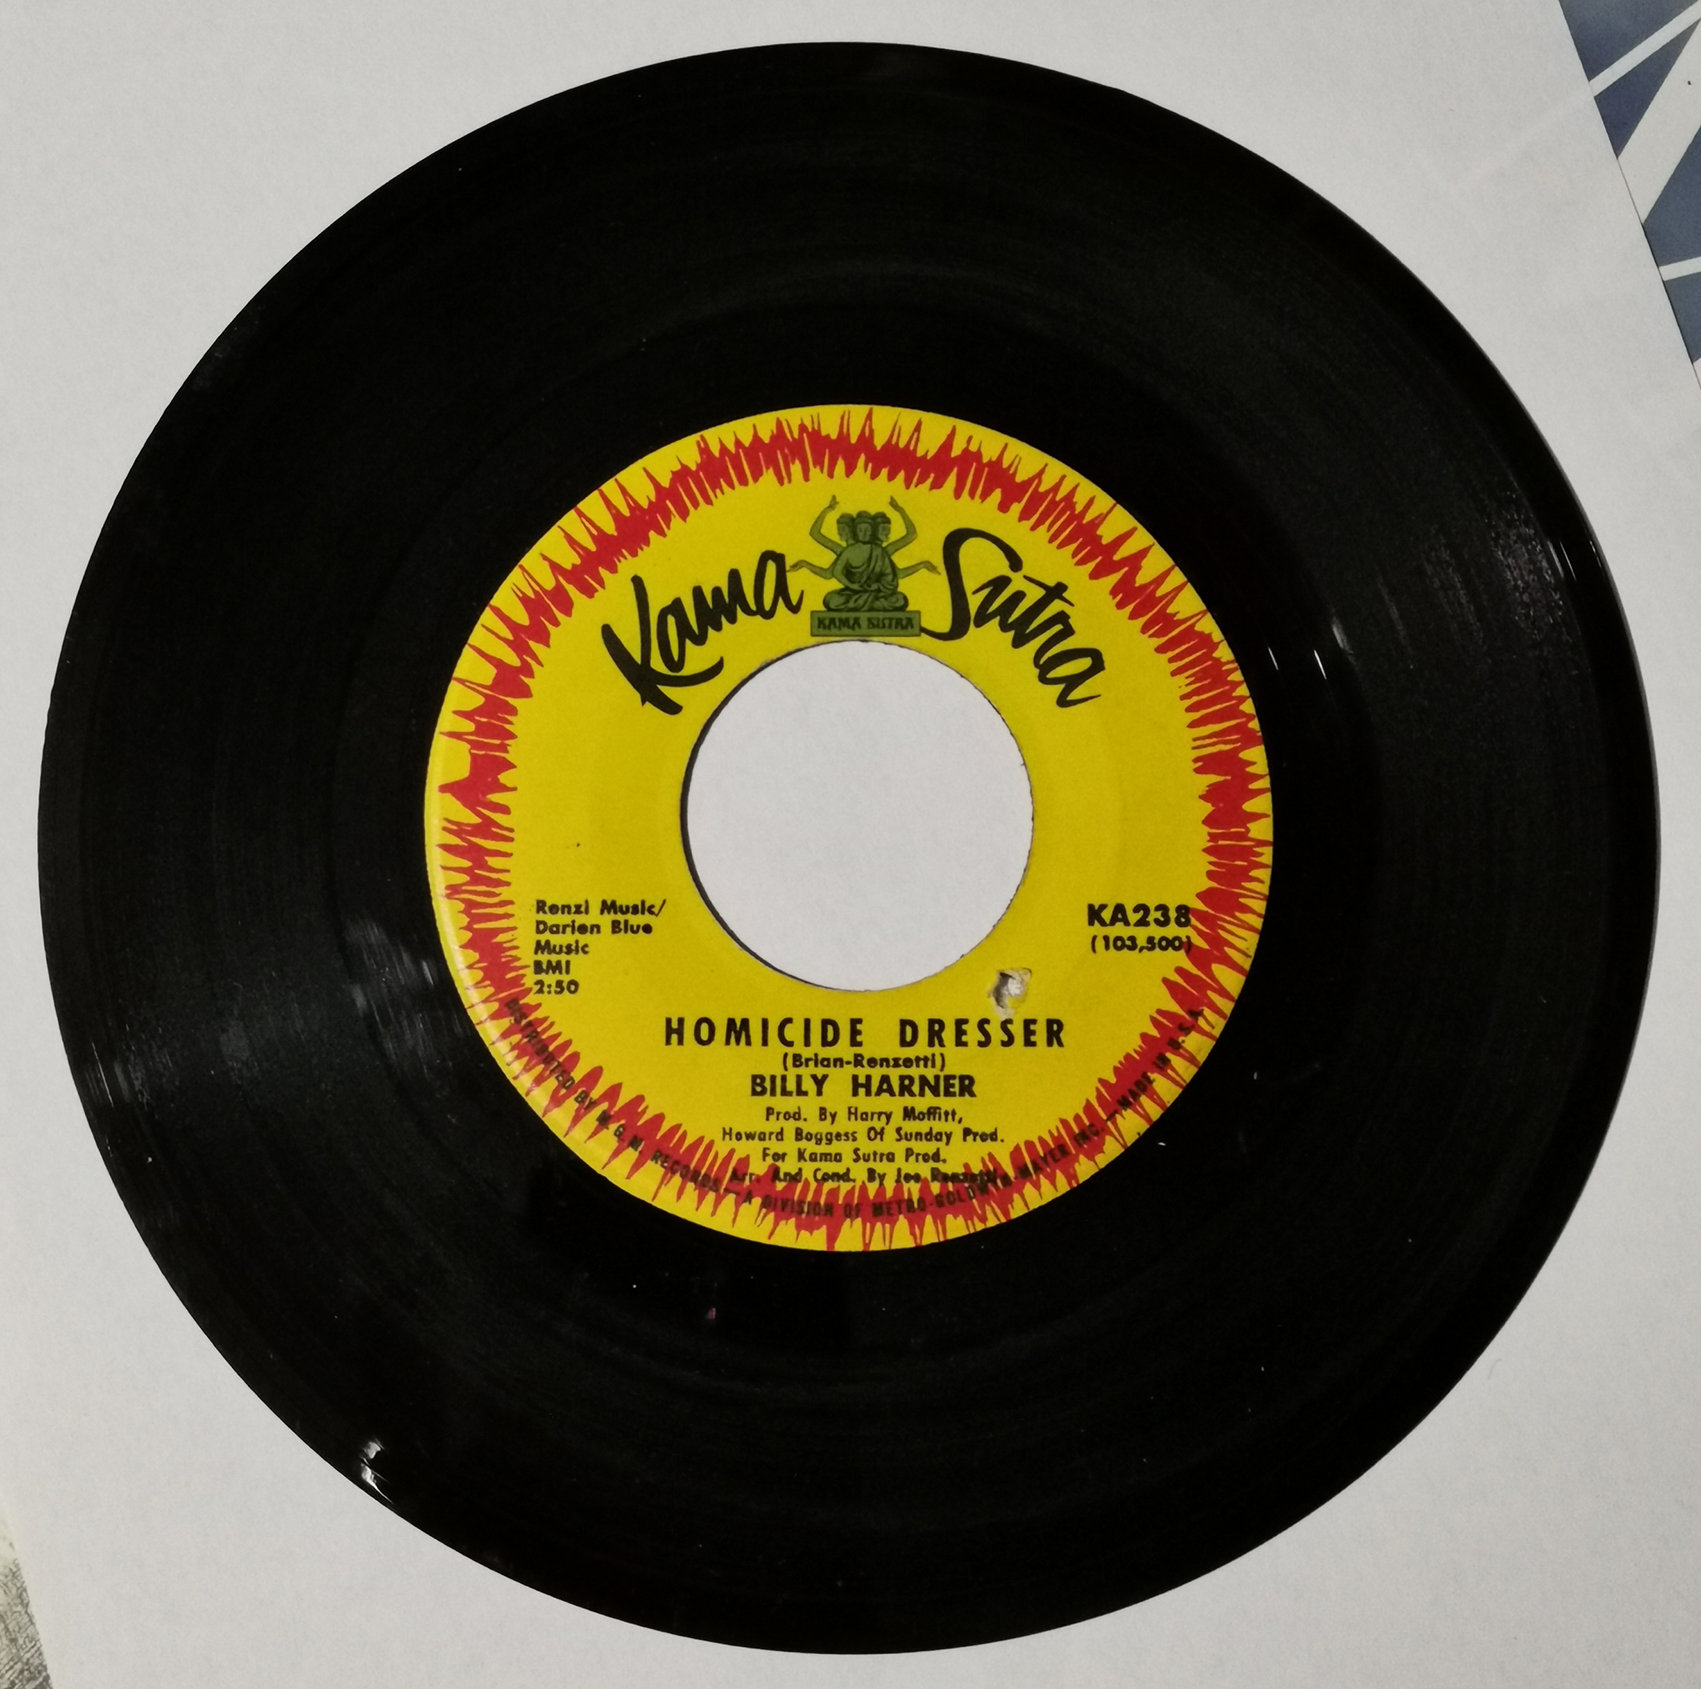 Kama Sutra
KAMA SUTRA
Renzi Music/
Darien Blue
Music
BMI
2:50
KA238
(103,500)
HOMICIDE DRESSER
(Brian-Renzetti)
BILLY HARNER
Prod. By Harry Moffitt,
Howard Boggess Of Sunday Prod.
For Kama Sutra Prod.
Arr. And Cond. By Joe Renzetti
DISTRIBUTED BY M.G.M. RECORDS — A DIVISION OF METRO-GOLDWYN-MAYER INC. — MADE IN U.S.A.